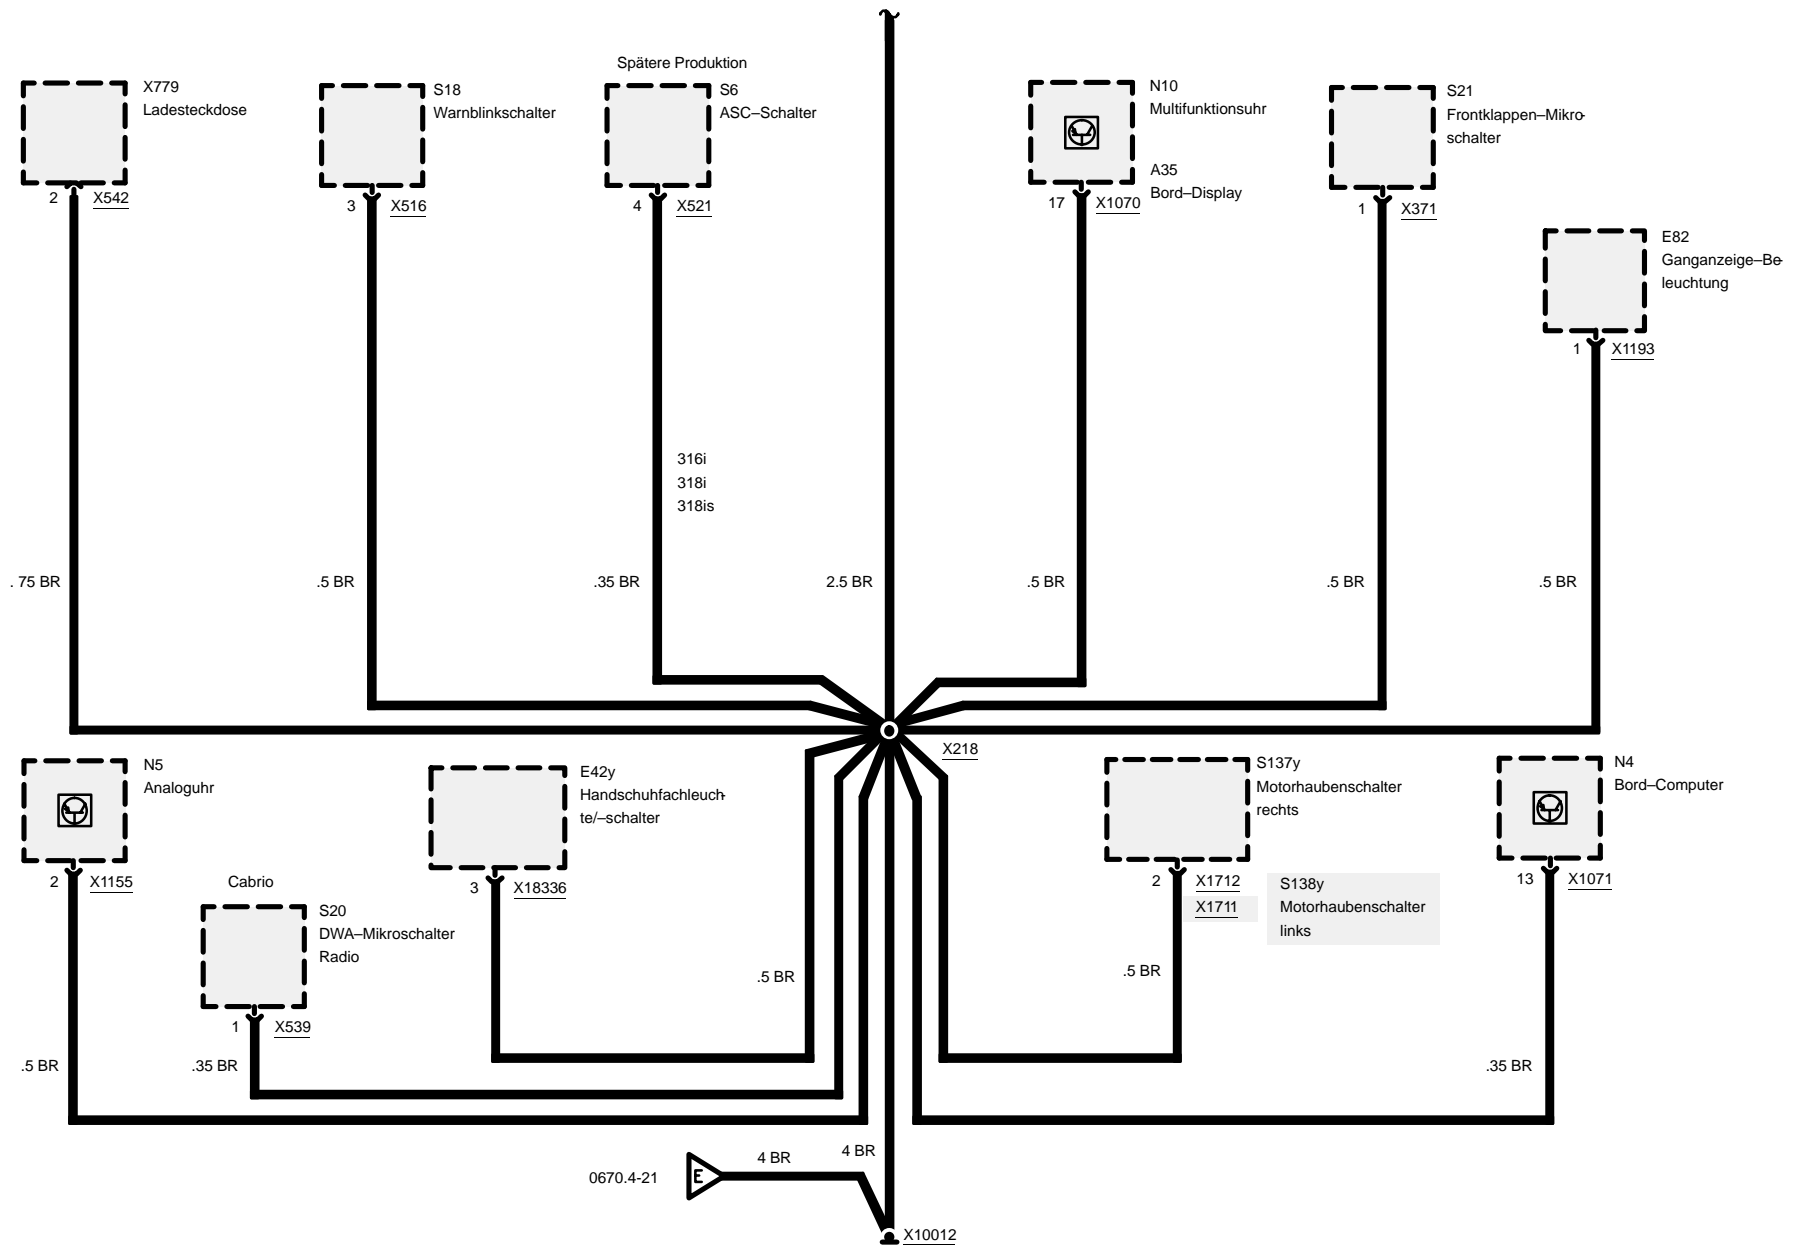 Spätere Produktion
X779
Ladesteckdose
2 X542
S18
Warnblinkschalter
3 X516
S6
ASC–Schalter
4 X521
N10
Multifunktionsuhr
A35
Bord–Display
17 X1070
S21
Frontklappen–Mikro-
schalter
1 X371
E82
Ganganzeige–Be-
leuchtung
1 X1193
316i
318i
318is
. 75 BR
.5 BR
.35 BR
2.5 BR
.5 BR
.5 BR
.5 BR
X218
N5
Analoguhr
2 X1155
E42y
Handschuhfachleuch-
te/–schalter
3 X18336
Cabrio
S20
DWA–Mikroschalter
Radio
1 X539
S137y
Motorhaubenschalter
rechts
2 X1712
X1711
S138y
Motorhaubenschalter
links
N4
Bord–Computer
13 X1071
.5 BR
.5 BR
.5 BR
.35 BR
.35 BR
4 BR
4 BR
0670.4-21
E
X10012